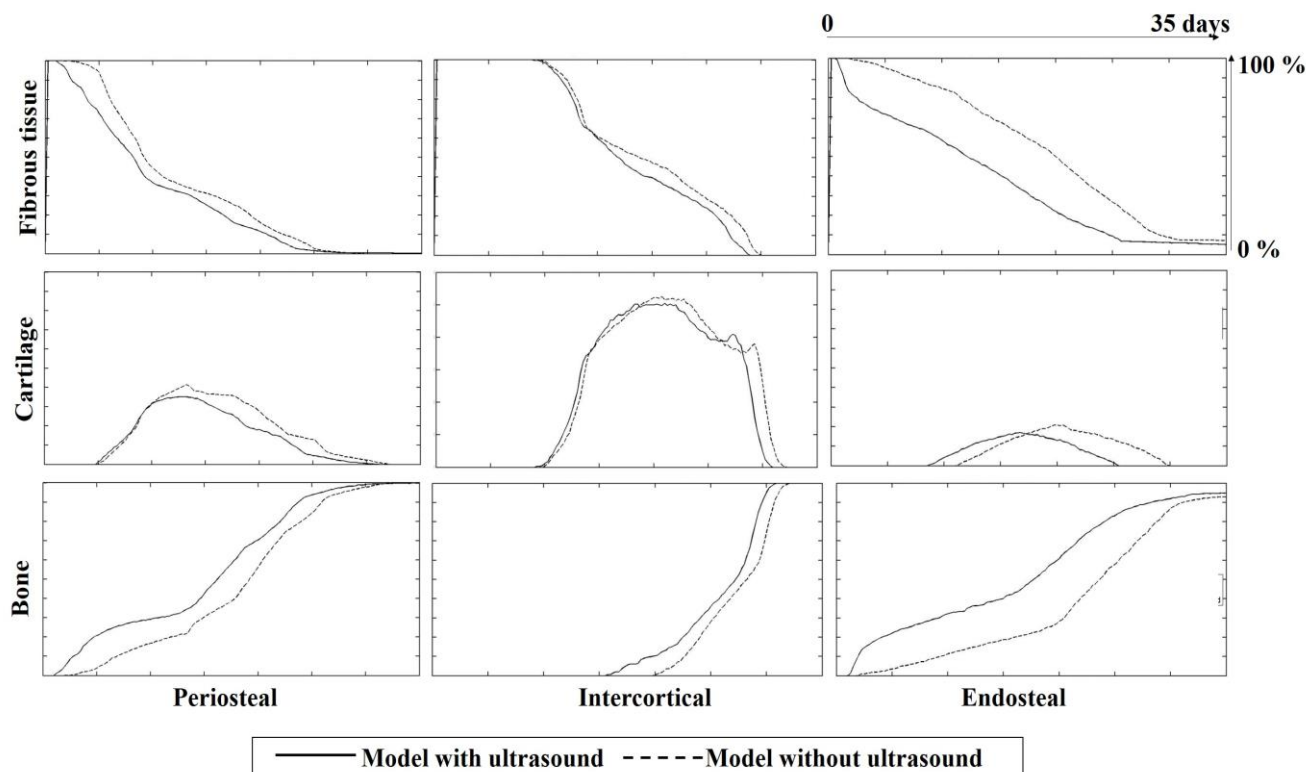 0 35 days
100 %
Fibrous tissue
0 %
Cartilage
Bone
Periosteal Intercortical Endosteal
Model with ultrasound Model without ultrasound